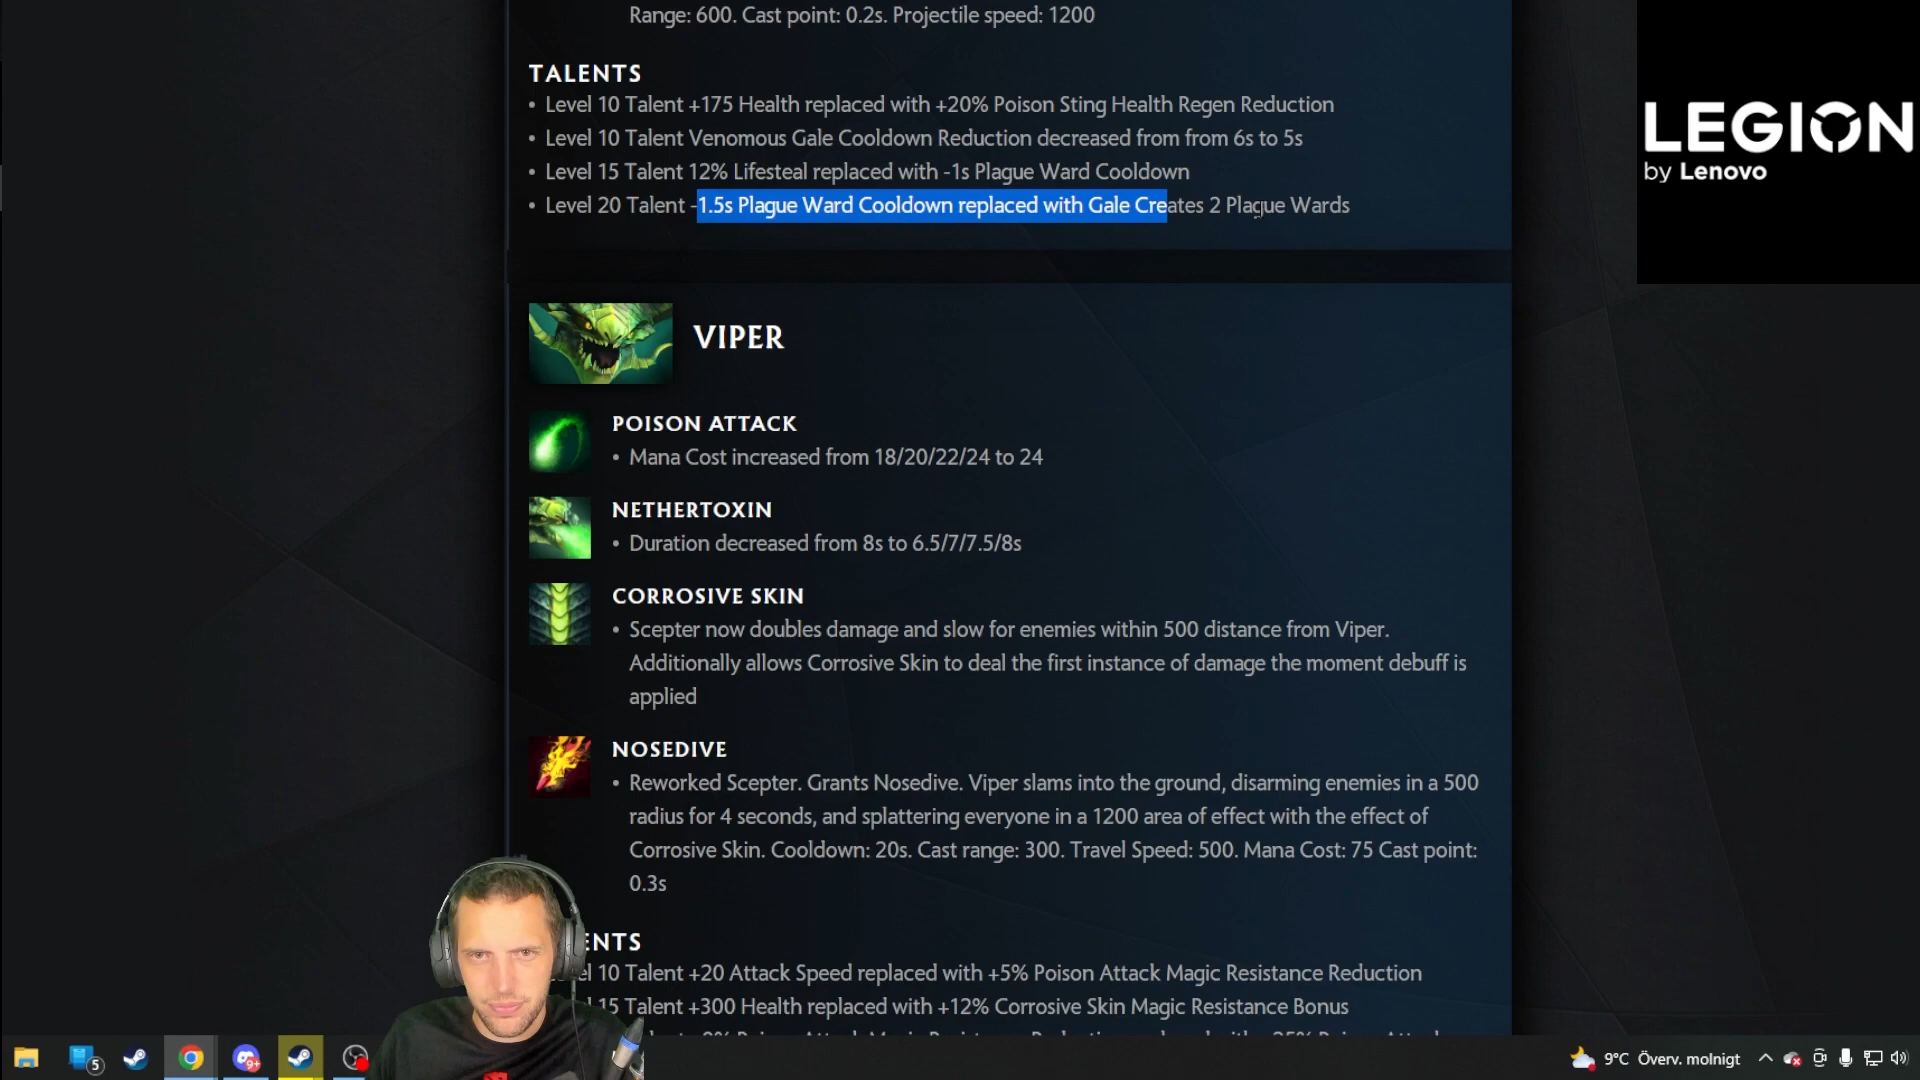 Range: 600. Cast point: 0.2s. Projectile speed: 1200
TALENTS
• Level 10 Talent +175 Health replaced with +20% Poison Sting Health Regen Reduction
• Level 10 Talent Venomous Gale Cooldown Reduction decreased from from 6s to 5s
• Level 15 Talent 12% Lifesteal replaced with -1s Plague Ward Cooldown
• Level 20 Talent -1.5s Plague Ward Cooldown replaced with Gale Creates 2 Plague Wards
LEGION
by Lenovo
VIPER
POISON ATTACK
• Mana Cost increased from 18/20/22/24 to 24
NETHERTOXIN
• Duration decreased from 8s to 6.5/7/7.5/8s
CORROSIVE SKIN
• Scepter now doubles damage and slow for enemies within 500 distance from Viper.
Additionally allows Corrosive Skin to deal the first instance of damage the moment debuff is
applied
NOSEDIVE
• Reworked Scepter. Grants Nosedive. Viper slams into the ground, disarming enemies in a 500
radius for 4 seconds, and splattering everyone in a 1200 area of effect with the effect of
Corrosive Skin. Cooldown: 20s. Cast range: 300. Travel Speed: 500. Mana Cost: 75 Cast point:
0.3s
ENTS
el 10 Talent +20 Attack Speed replaced with +5% Poison Attack Magic Resistance Reduction
15 Talent +300 Health replaced with +12% Corrosive Skin Magic Resistance Bonus
5
9+
9°C Överv. molnigt